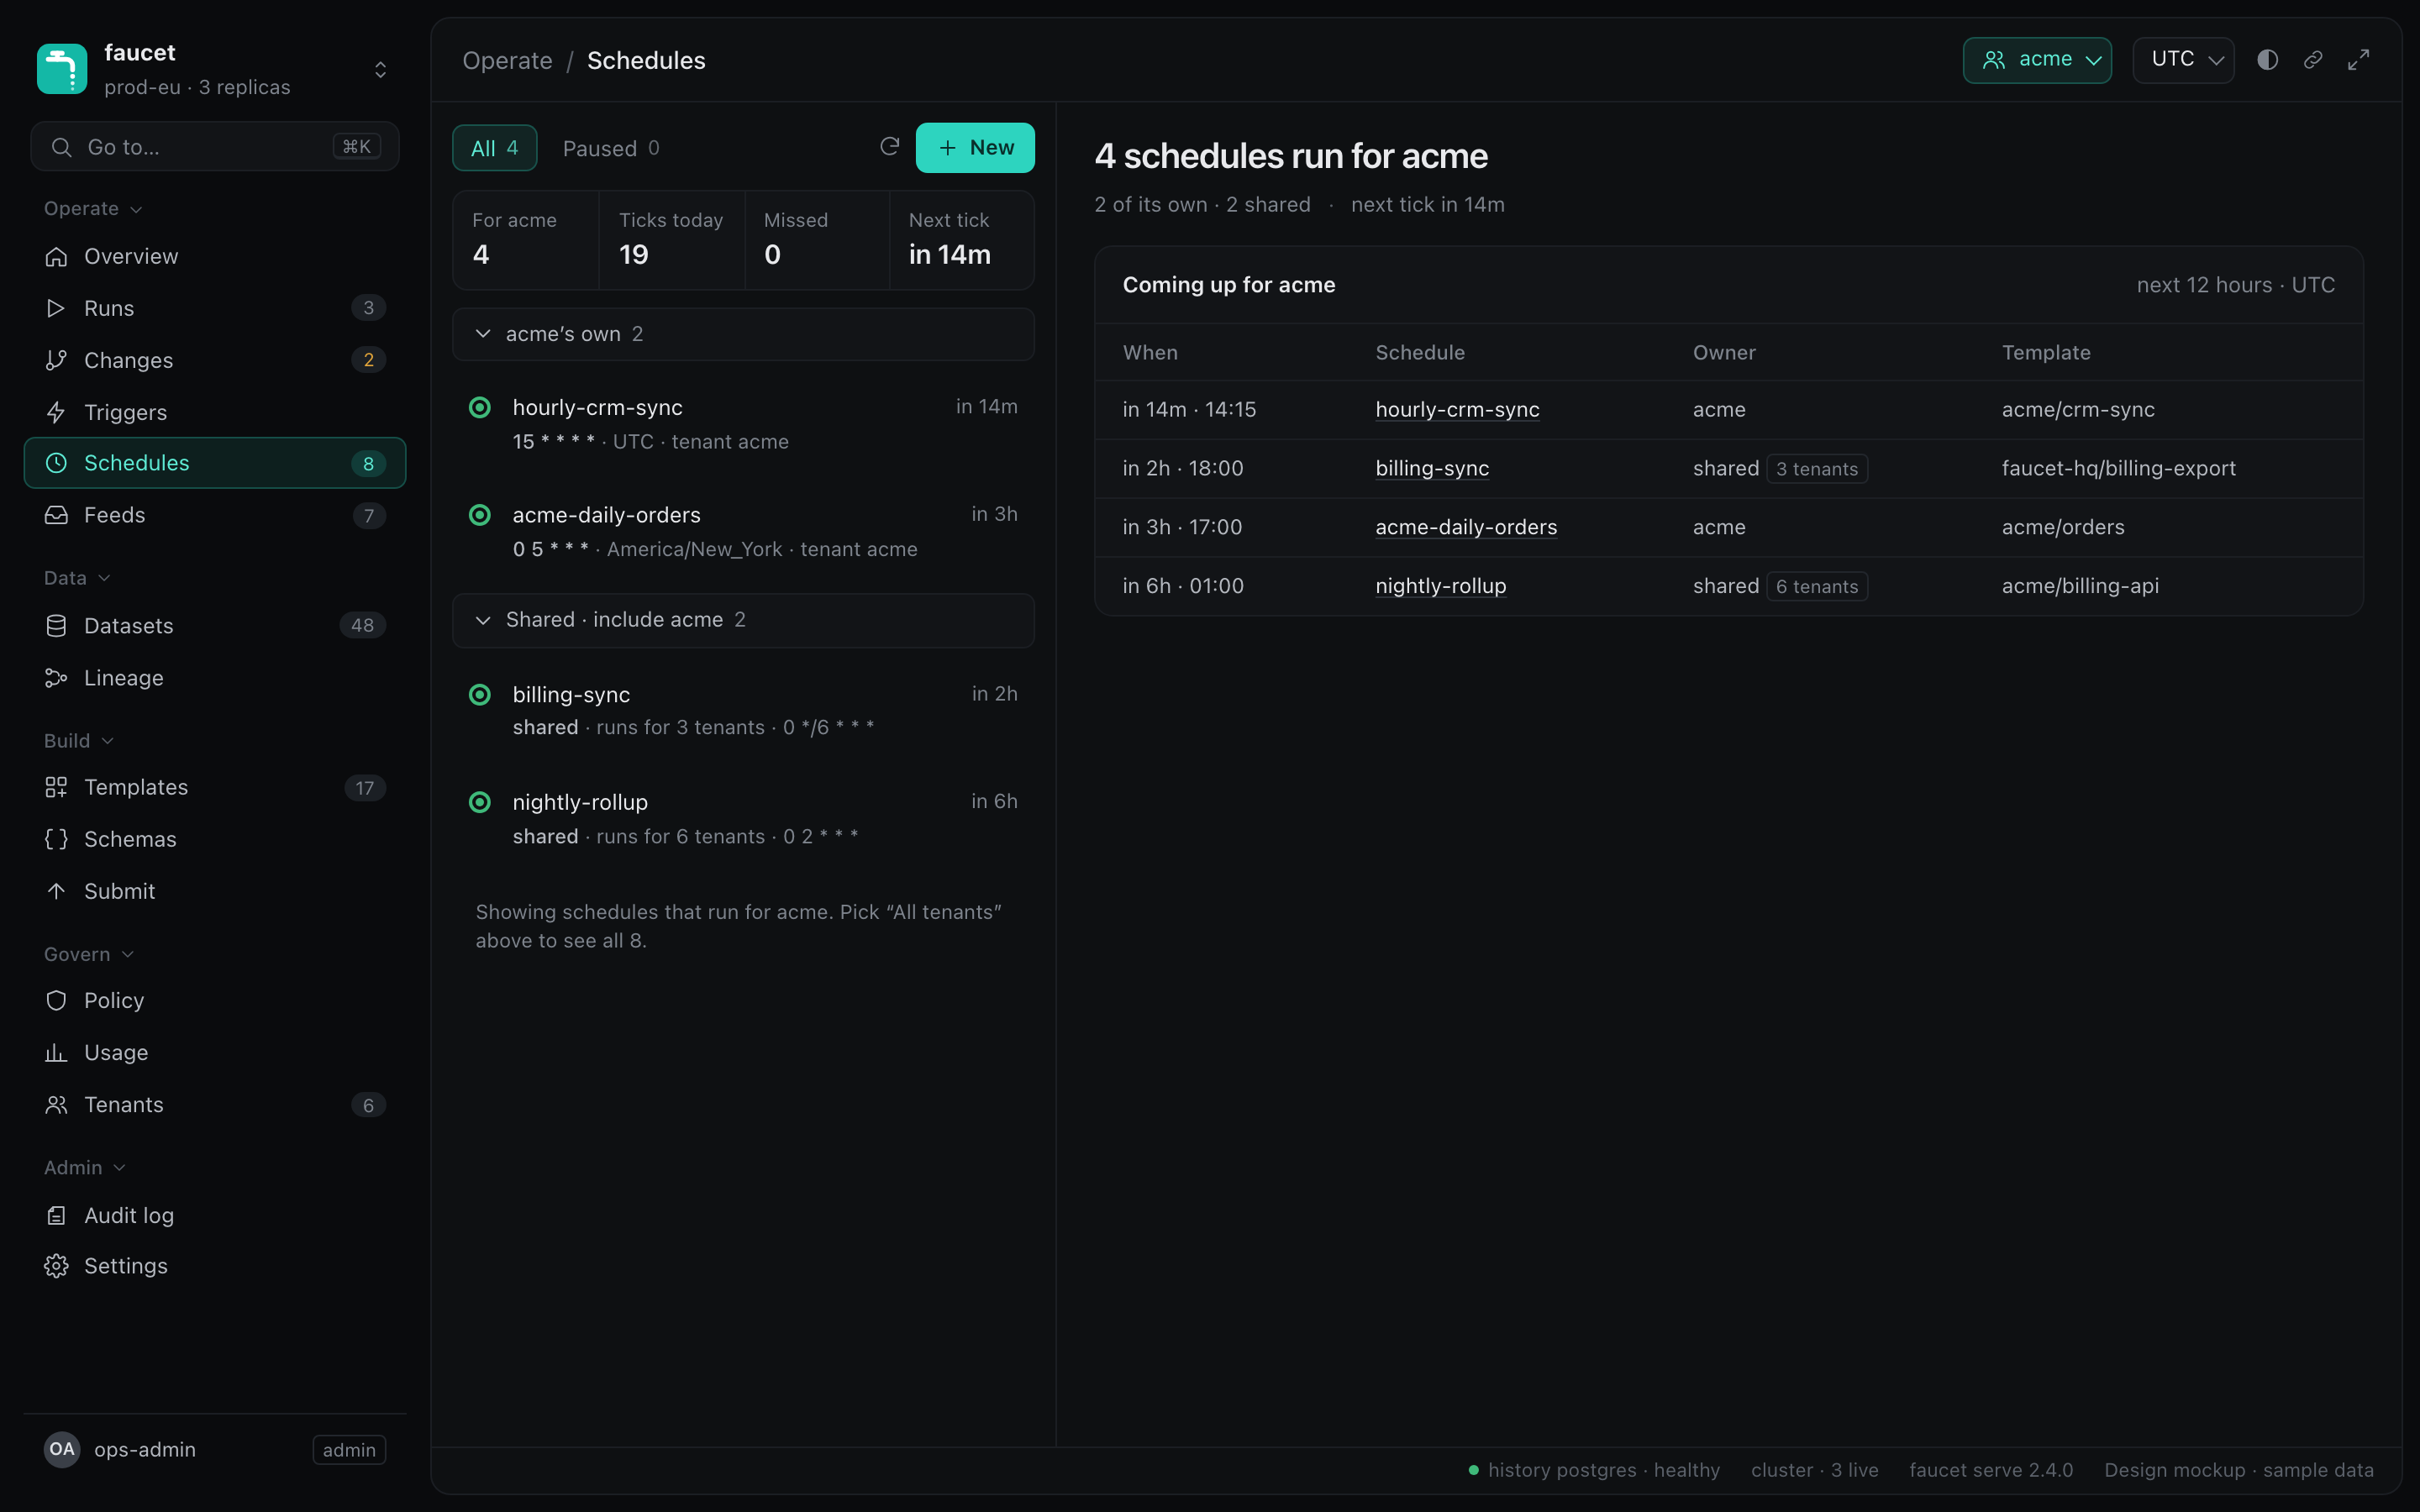 faucet
prod-eu · 3 replicas
Go to...
⌘K
Operate
Overview
Runs 3
Changes 2
Triggers
Schedules 8
Feeds 7
Data
Datasets 48
Lineage
Build
Templates 17
Schemas
Submit
Govern
Policy
Usage
Tenants 6
Admin
Audit log
Settings
OA ops-admin admin
Operate / Schedules
acme
UTC
All 4
Paused 0
+ New
For acme
4
Ticks today
19
Missed
0
Next tick
in 14m
acme’s own 2
hourly-crm-sync in 14m
15 * * * * · UTC · tenant acme
acme-daily-orders in 3h
0 5 * * * · America/New_York · tenant acme
Shared · include acme 2
billing-sync in 2h
shared · runs for 3 tenants · 0 */6 * * *
nightly-rollup in 6h
shared · runs for 6 tenants · 0 2 * * *
Showing schedules that run for acme. Pick “All tenants”
above to see all 8.
4 schedules run for acme
2 of its own · 2 shared · next tick in 14m
Coming up for acme next 12 hours · UTC
When Schedule Owner Template
in 14m · 14:15 hourly-crm-sync acme acme/crm-sync
in 2h · 18:00 billing-sync shared 3 tenants faucet-hq/billing-export
in 3h · 17:00 acme-daily-orders acme acme/orders
in 6h · 01:00 nightly-rollup shared 6 tenants acme/billing-api
history postgres · healthy cluster · 3 live faucet serve 2.4.0 Design mockup · sample data